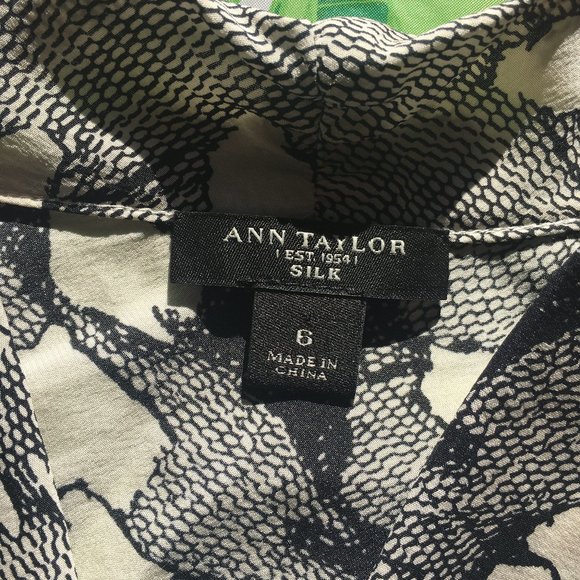 ANN TAYLOR
EST. 1954
SILK
6
MADE IN
CHINA